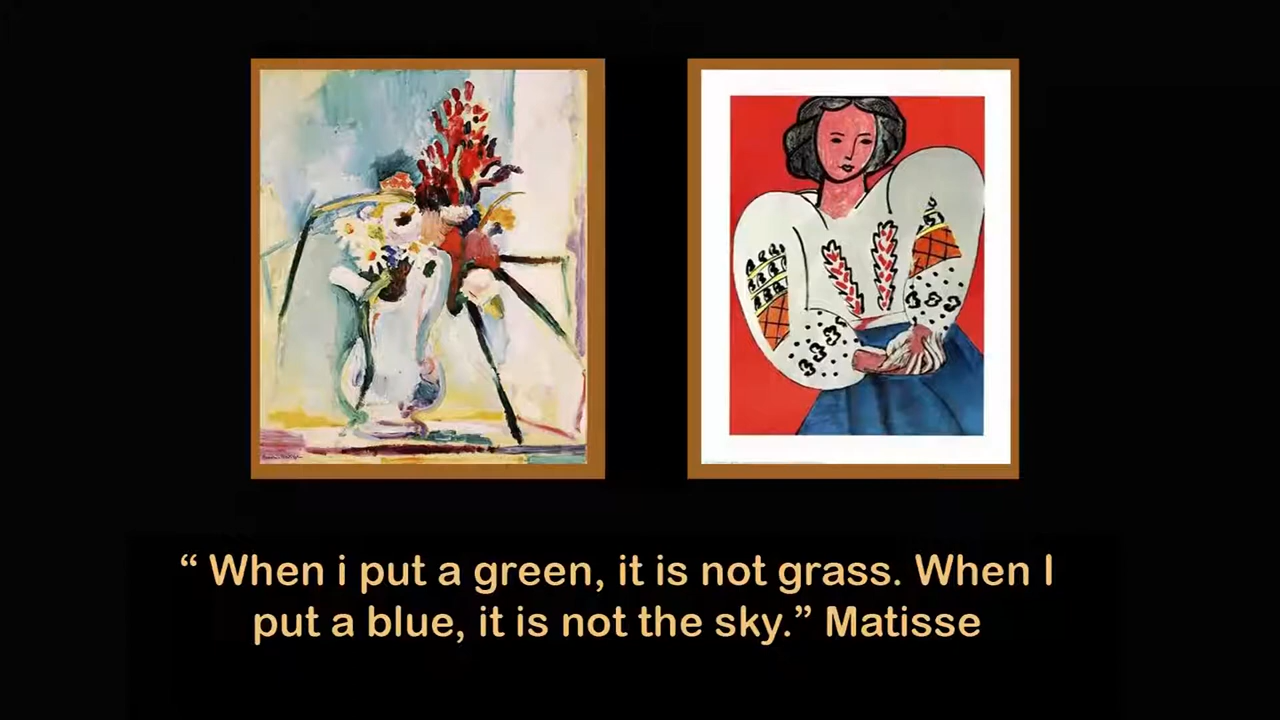 “ When i put a green, it is not grass. When I
put a blue, it is not the sky.” Matisse